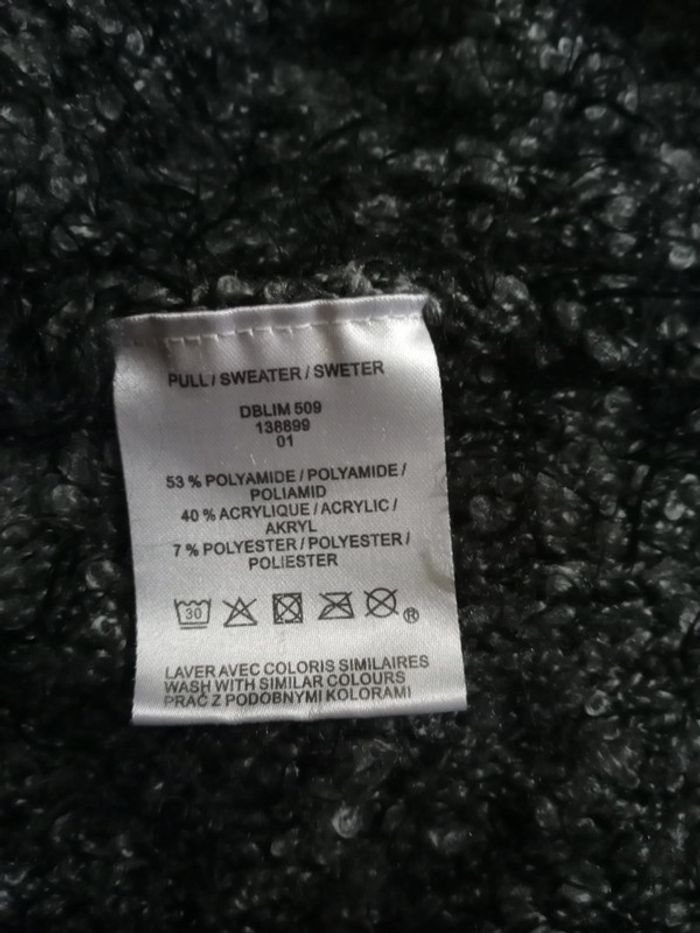 PULL / SWEATER / SWETER
DBLIM 509
138899
01
53 % POLYAMIDE / POLYAMIDE /
POLIAMID
40 % ACRYLIQUE / ACRYLIC /
AKRYL
7 % POLYESTER / POLYESTER /
POLIESTER
30 ®
LAVER AVEC COLORIS SIMILAIRES
WASH WITH SIMILAR COLOURS
PRAĆ Z PODOBNYMI KOLORAMI